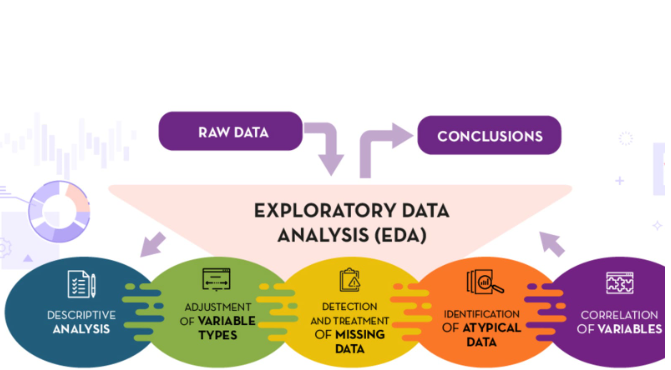 RAW DATA
CONCLUSIONS
EXPLORATORY DATA
ANALYSIS (EDA)
DESCRIPTIVE
ANALYSIS
ADJUSTMENT
OF VARIABLE
TYPES
DETECTION
AND TREATMENT
OF MISSING
DATA
IDENTIFICATION
OF ATYPICAL
DATA
CORRELATION
OF VARIABLES